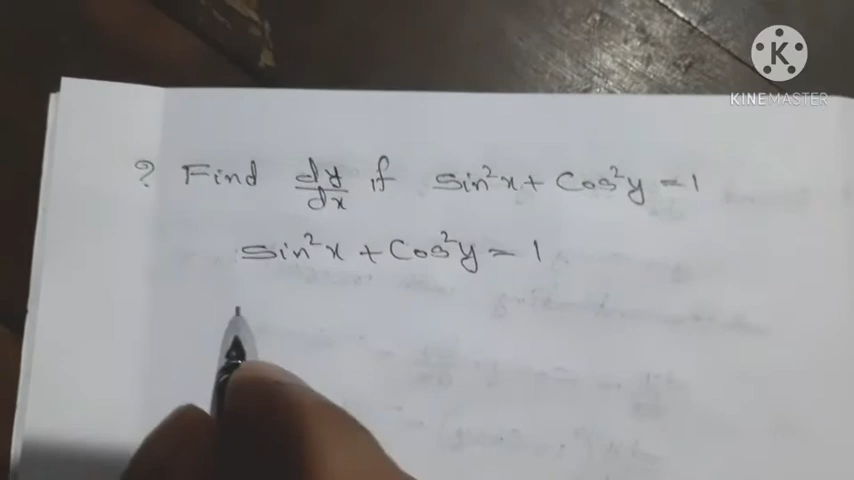 K
KINEMASTER
? Find dy/dx if sin²x + Cos²y = 1
sin²x + Cos²y = 1